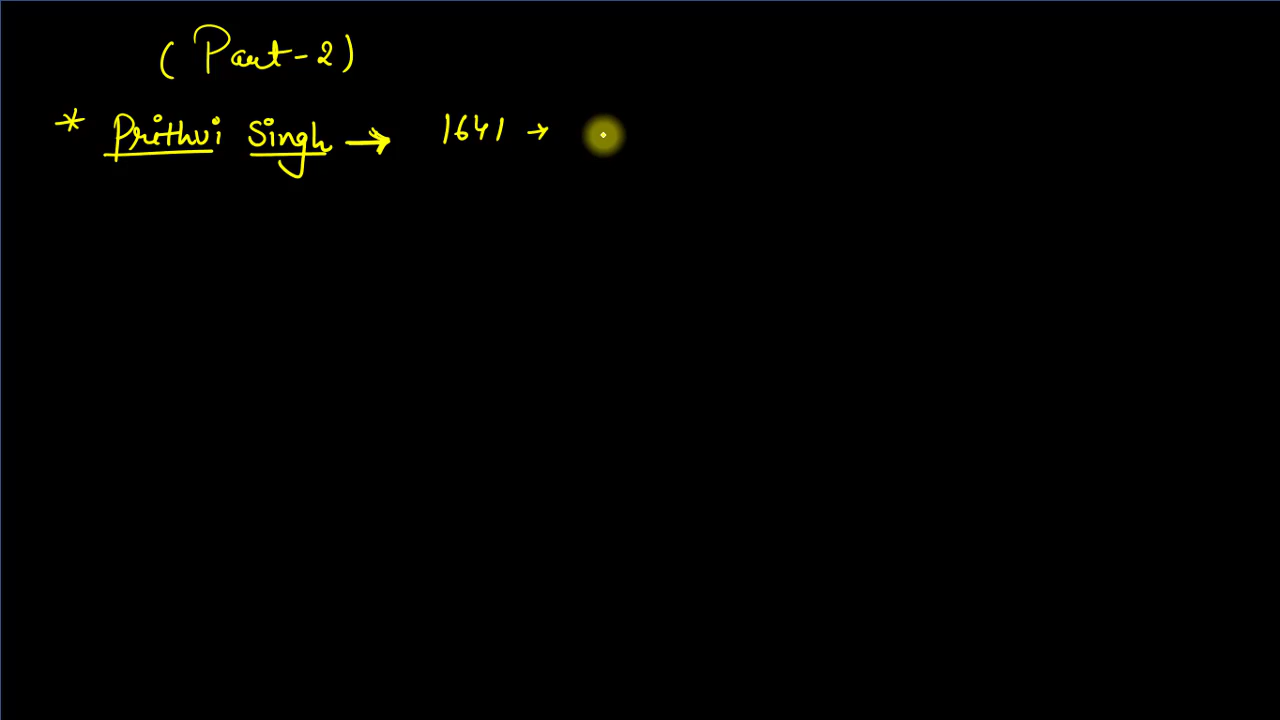 (Part-2)
* Prithvi Singh → 1641 →